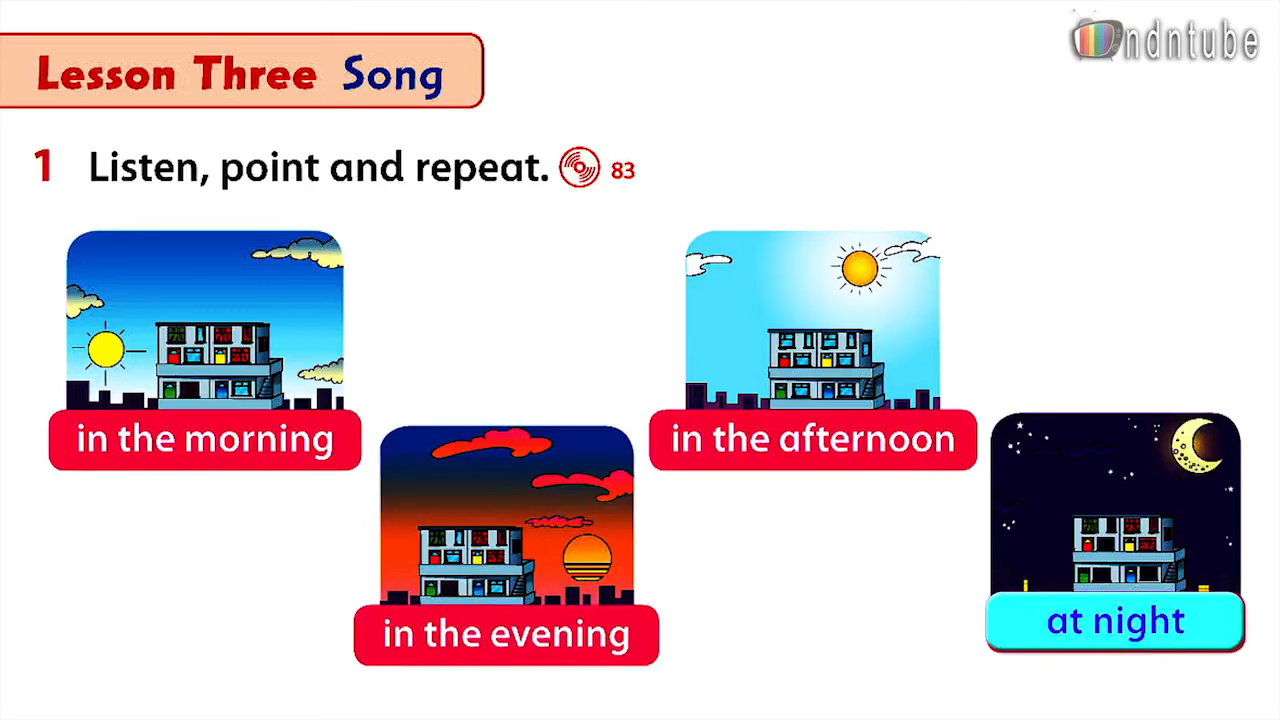 Lesson Three Song
ndntube
1 Listen, point and repeat. 83
in the morning
in the afternoon
in the evening
at night